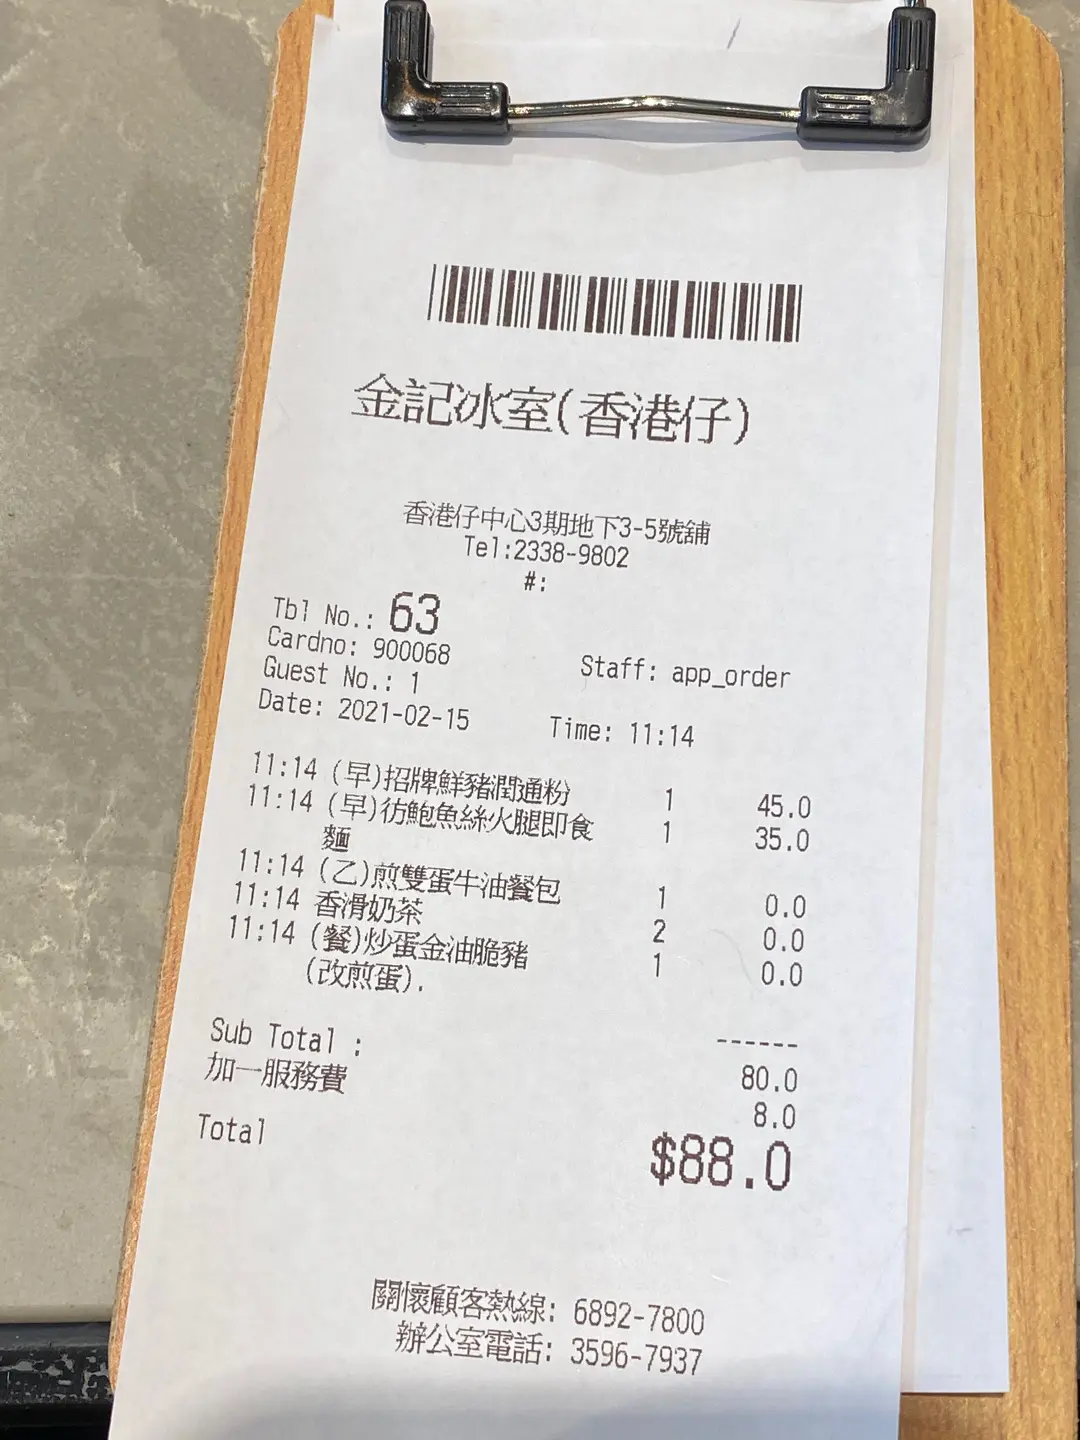 金記冰室(香港仔)
香港仔中心3期地下3-5號舖
Tel:2338-9802
#:
Tbl No.: 63
Cardno: 900068 Staff: app_order
Guest No.: 1
Date: 2021-02-15 Time: 11:14
11:14 (早)招牌鮮豬潤通粉 1 45.0
11:14 (早)彷鮑魚絲火腿即食 1 35.0
麵
11:14 (乙)煎雙蛋牛油餐包 1 0.0
11:14 香滑奶茶 2 0.0
11:14 (餐)炒蛋金油脆豬 1 0.0
(改煎蛋).
------
Sub Total : 80.0
加一服務費 8.0
Total $88.0
關懷顧客熱線: 6892-7800
辦公室電話: 3596-7937